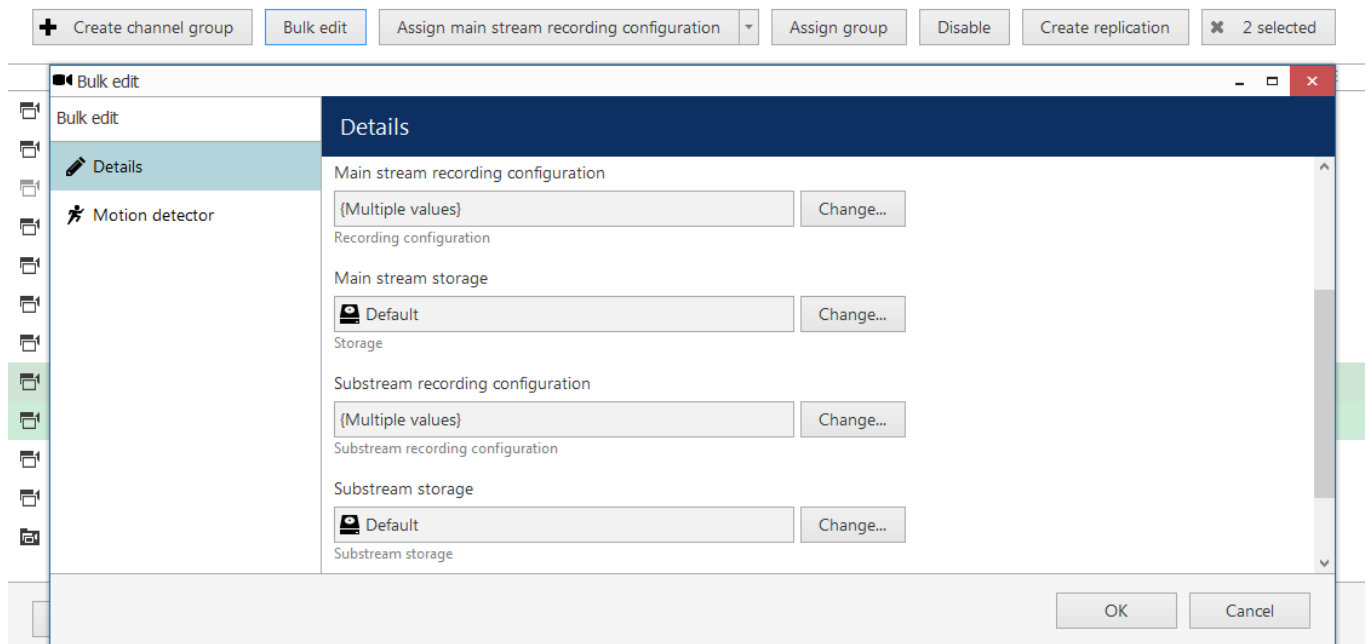 Create channel group Bulk edit Assign main stream recording configuration Assign group Disable Create replication 2 selected
Bulk edit
Bulk edit
Details
Details
Motion detector
Main stream recording configuration
{Multiple values} Change...
Recording configuration
Main stream storage
Default Change...
Storage
Substream recording configuration
{Multiple values} Change...
Substream recording configuration
Substream storage
Default Change...
Substream storage
OK Cancel